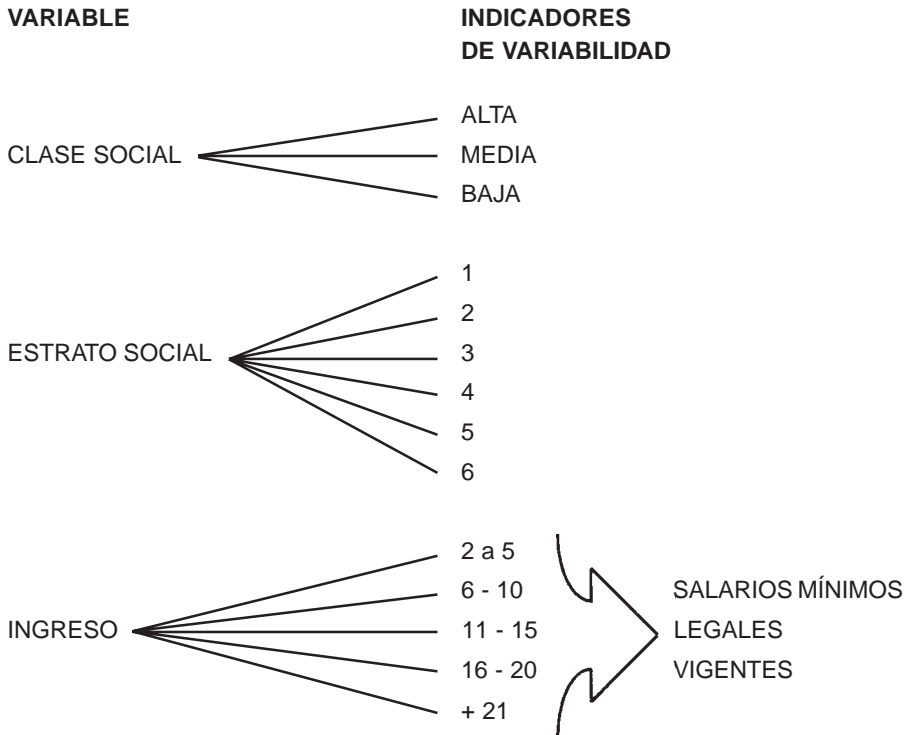 VARIABLE
INDICADORES
DE VARIABILIDAD
CLASE SOCIAL
ALTA
MEDIA
BAJA
ESTRATO SOCIAL
1
2
3
4
5
6
INGRESO
2 a 5
6 - 10
11 - 15
16 - 20
+ 21
SALARIOS MÍNIMOS
LEGALES
VIGENTES